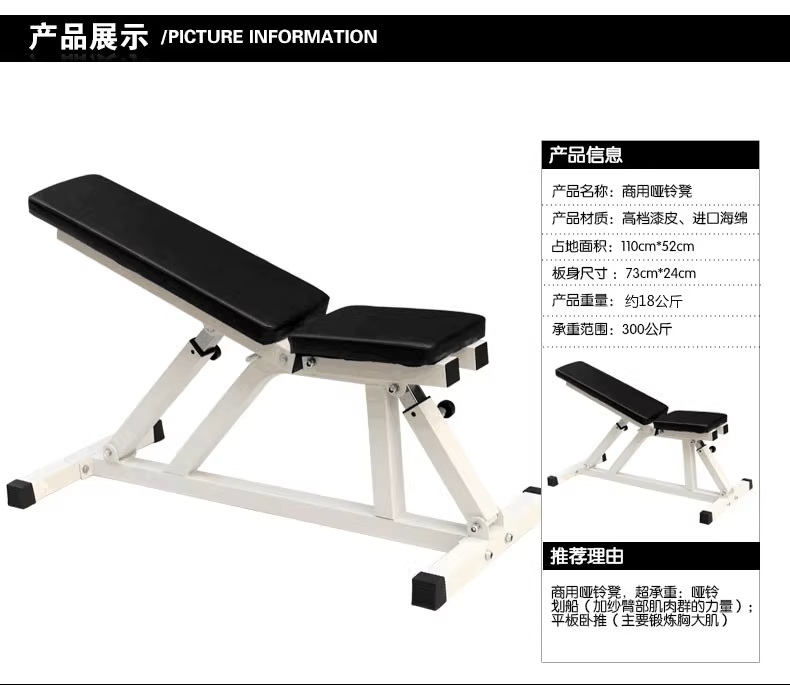 产品展示 /PICTURE INFORMATION
产品信息
产品名称：商用哑铃凳
产品材质：高档漆皮、进口海绵
占地面积：110cm*52cm
板身尺寸：73cm*24cm
产品重量：约18公斤
承重范围：300公斤
推荐理由
商用哑铃凳，超承重：哑铃
划船（加纱臂部肌肉群的力量）；
平板卧推（主要锻炼胸大肌）